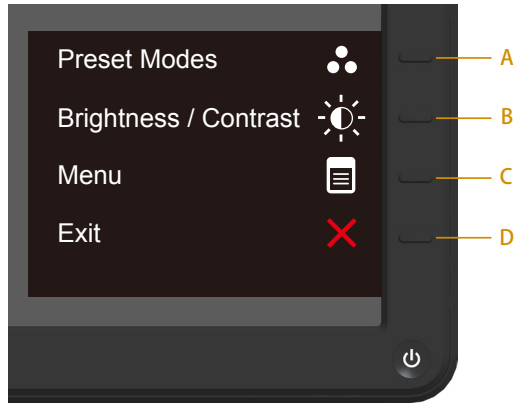 Preset Modes
A
Brightness / Contrast
B
Menu
C
Exit
D